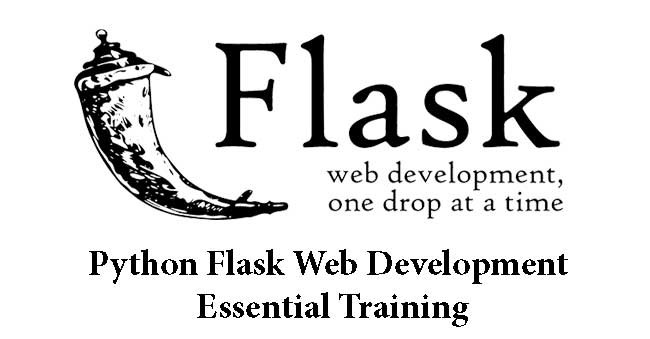 Flask
web development,
one drop at a time
Python Flask Web Development
Essential Training